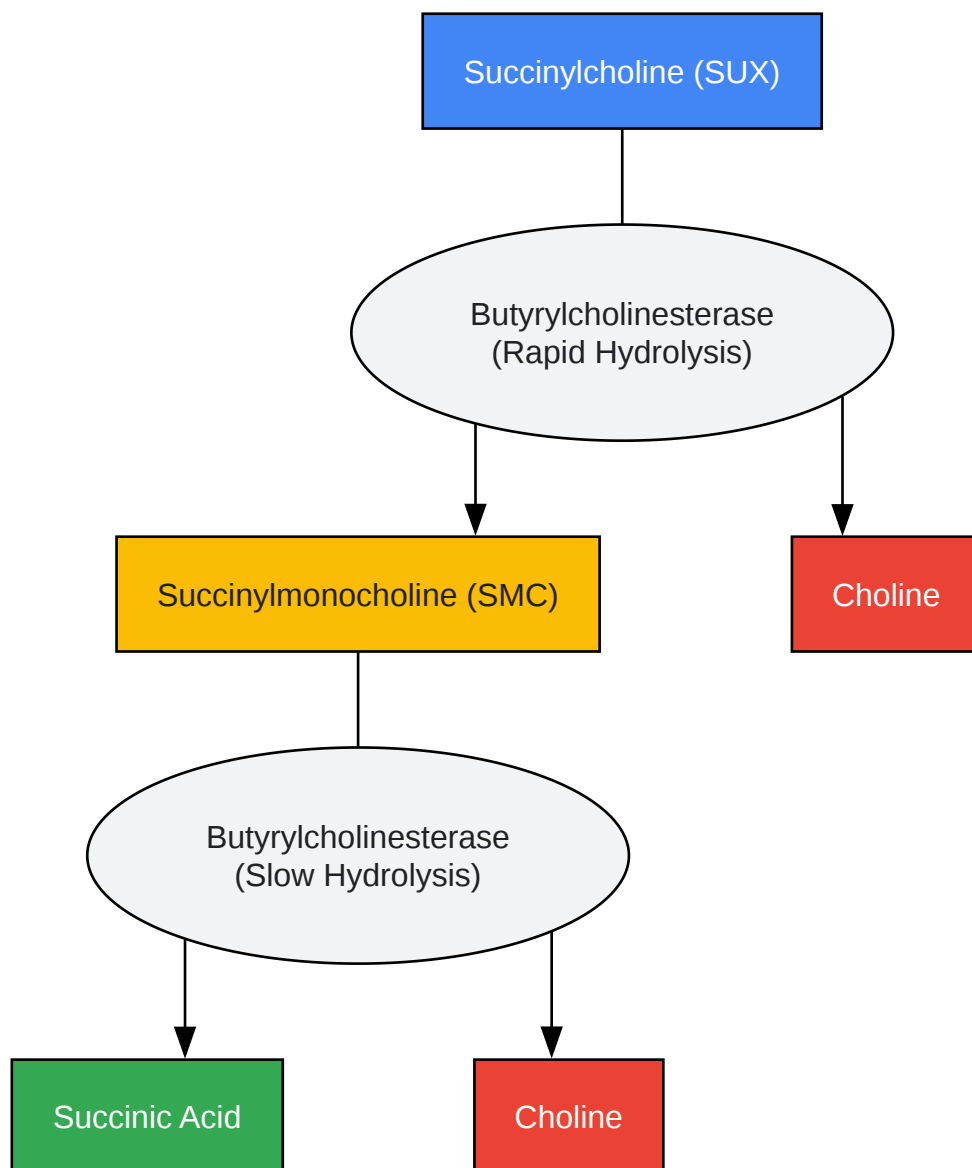 Succinylcholine (SUX)
Butyrylcholinesterase
(Rapid Hydrolysis)
Succinylmonocholine (SMC)
Choline
Butyrylcholinesterase
(Slow Hydrolysis)
Succinic Acid
Choline